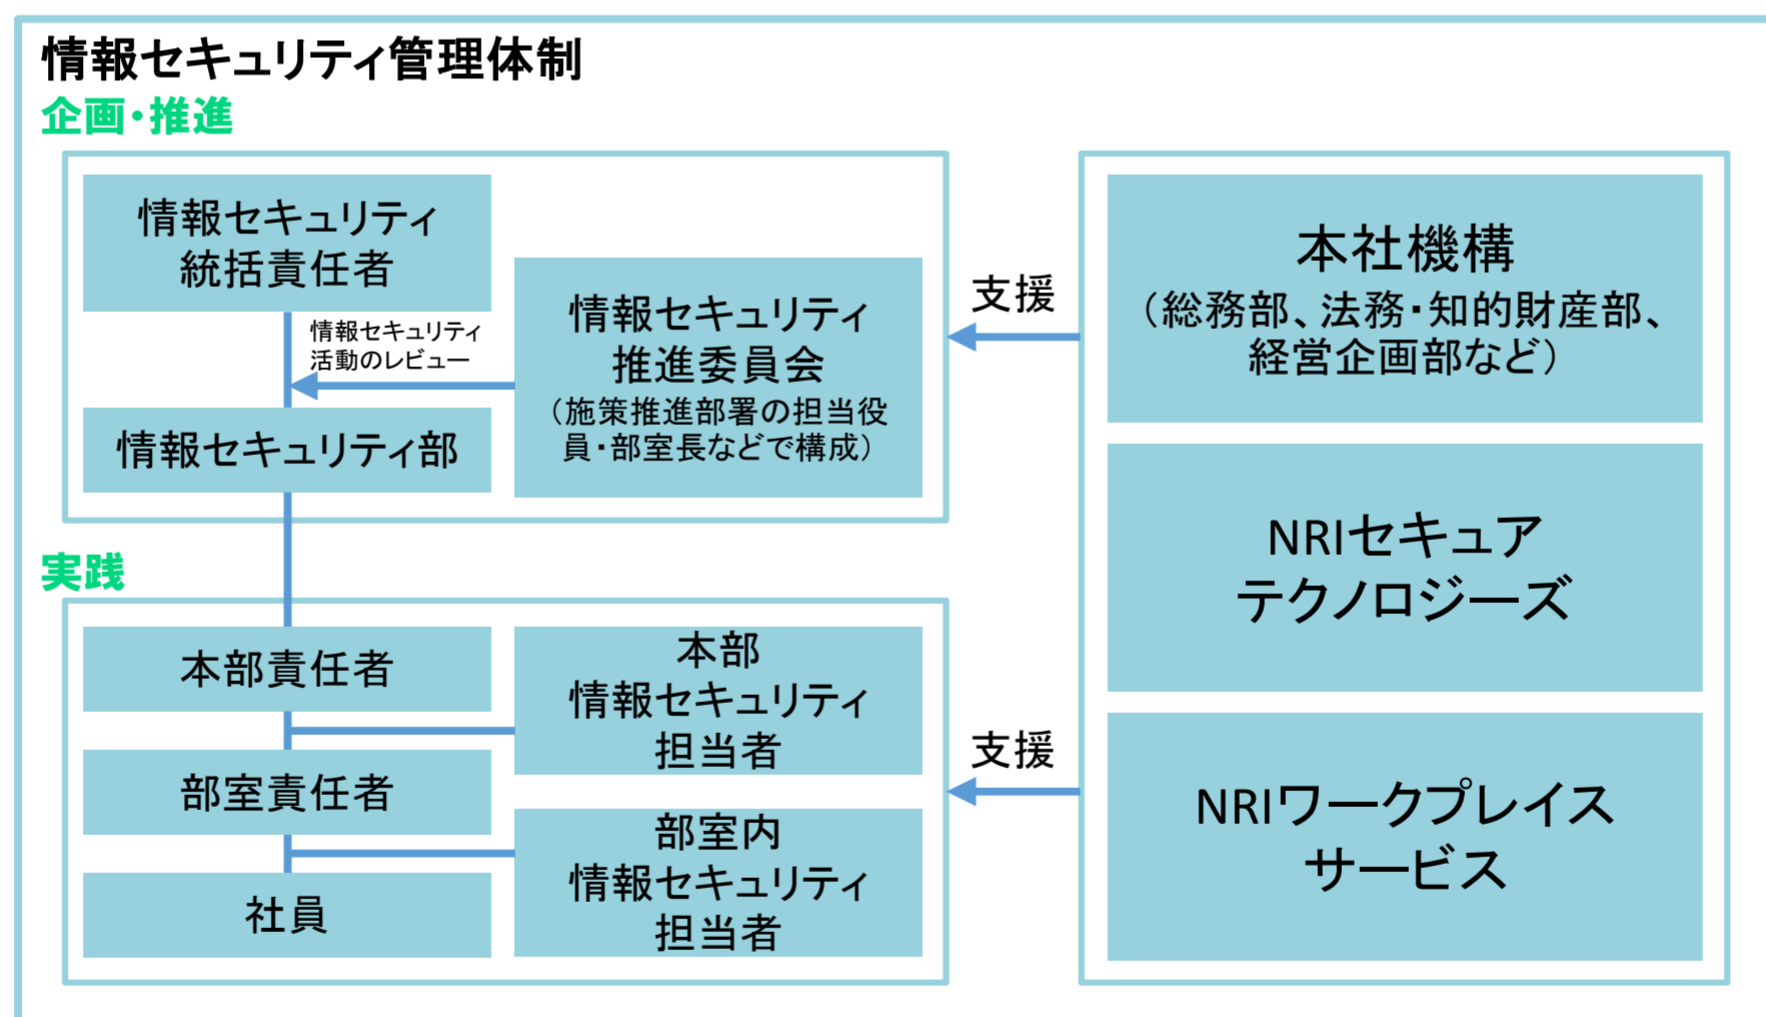 情報セキュリティ管理体制
企画・推進
情報セキュリティ
統括責任者
情報セキュリティ
活動のレビュー
情報セキュリティ部
情報セキュリティ
推進委員会
（施策推進部署の担当役
員・部室長などで構成）
支援
本社機構
（総務部、法務・知的財産部、
経営企画部など）
NRIセキュア
テクノロジーズ
NRIワークプレイス
サービス
実践
本部責任者
本部
情報セキュリティ
担当者
部室責任者
部室内
情報セキュリティ
担当者
社員
支援